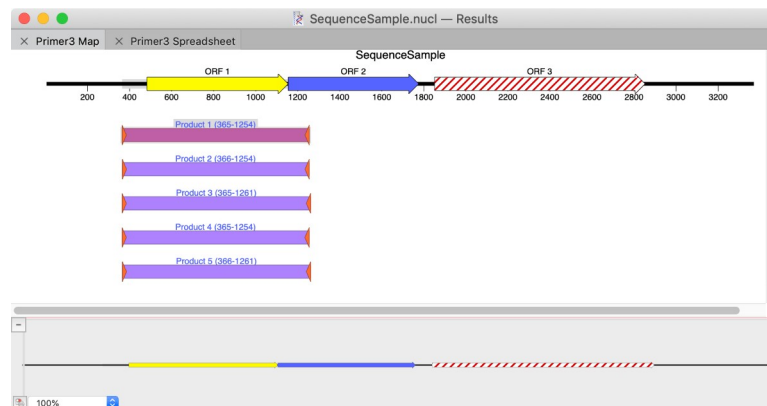 SequenceSample.nucl — Results
× Primer3 Map × Primer3 Spreadsheet
SequenceSample
ORF 1 ORF 2 ORF 3
200 400 600 800 1000 1200 1400 1600 1800 2000 2200 2400 2600 2800 3000 3200
Product 1 (365-1254)
Product 2 (366-1254)
Product 3 (365-1261)
Product 4 (365-1254)
Product 5 (366-1261)
100%